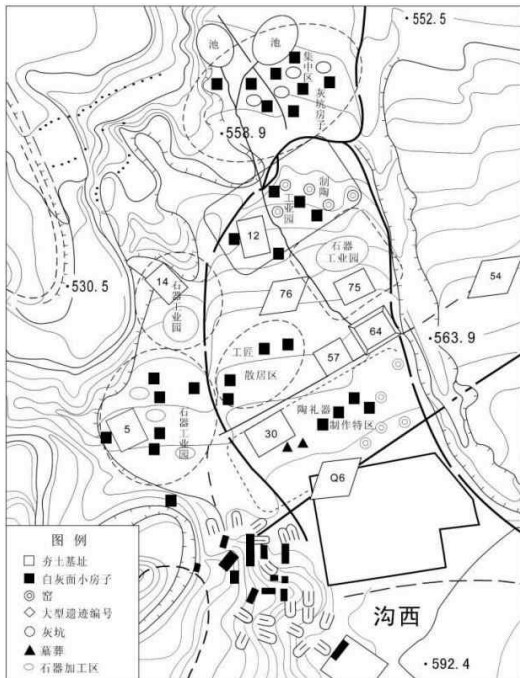 552.5
池
池
集中区
灰坑房子
558.9
制陶
工业园
12
石器
工业园
14
石器工业园
76
75
54
530.5
64
563.9
57
工匠
散居区
5
石器工业园
30
陶礼器
制作特区
Q6
沟西
592.4
图例
夯土基址
白灰面小房子
窑
大型遗迹编号
灰坑
墓葬
石器加工区